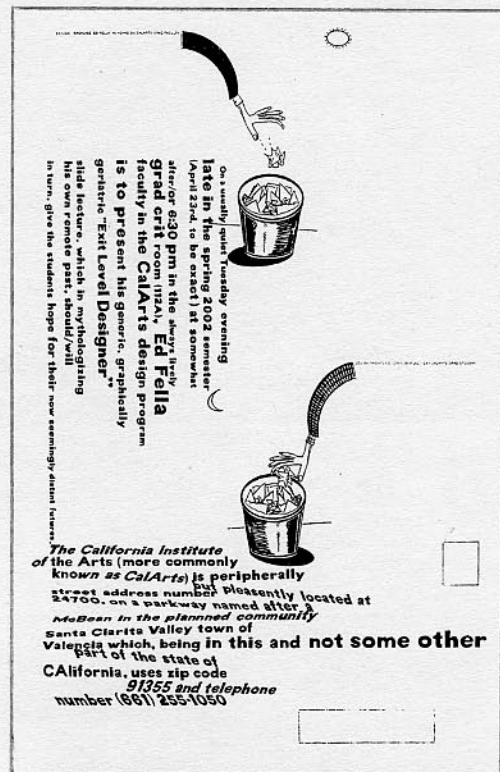 On a usually quiet Tuesday evening
late in the spring 2002 semester
(April 23rd, to be exact) at somewhat
after/or 6:30 pm in the always lively
grad crit room (112A), Ed Fella
faculty in the CalArts design program
is to present his generic, graphically
geriatric "Exit Level Designer"
slide lecture, which in mythologizing
his own remote past, should/will
in turn, give the students hope for their now seemingly distant futures.
The California Institute
of the Arts (more commonly
known as CalArts) is peripherally
but pleasently located at
street address number
24700, on a parkway named after a
McBean in the plannned community
Santa Clarita Valley town of
Valencia which, being in this and not some other
part of the state of
CAlifornia, uses zip code
91355 and telephone
number (661) 255-1050